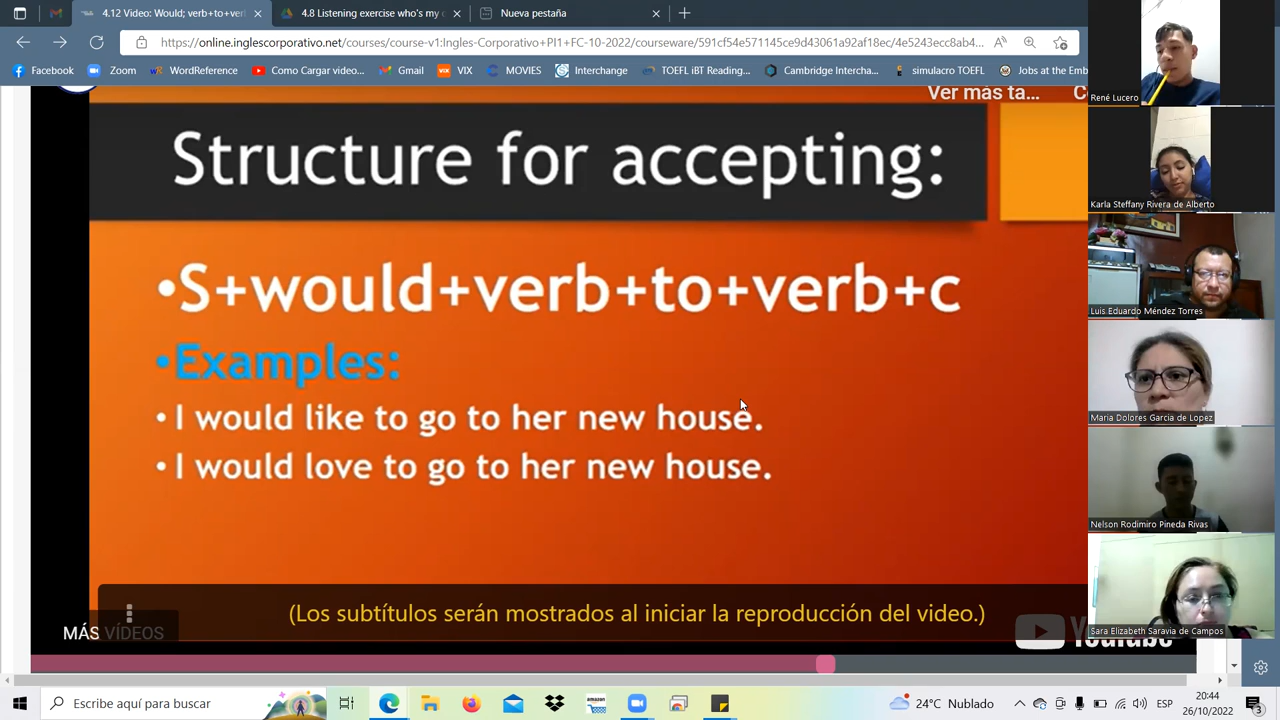 4.12 Video: Would; verb+to+verb
4.8 Listening exercise who's my
Nueva pestaña
https://online.inglescorporativo.net/courses/course-v1:Ingles-Corporativo+PI1+FC-10-2022/courseware/591cf54e571145ce9d43061a92af18ec/4e5243ecc8ab4...
Facebook
Zoom
WordReference
Como Cargar video...
Gmail
VIX
MOVIES
Interchange
TOEFL iBT Reading...
Cambridge Intercha...
simulacro TOEFL
Jobs at the Emb
Ver más ta...
Structure for accepting:
•S+would+verb+to+verb+c
•Examples:
• I would like to go to her new house.
• I would love to go to her new house.
(Los subtítulos serán mostrados al iniciar la reproducción del video.)
MÁS VÍDEOS
René Lucero
Karla Steffany Rivera de Alberto
Luis Eduardo Méndez Torres
Maria Dolores Garcia de Lopez
Nelson Rodimiro Pineda Rivas
Sara Elizabeth Saravia de Campos
Escribe aquí para buscar
24°C Nublado
ESP
20:44
26/10/2022
3